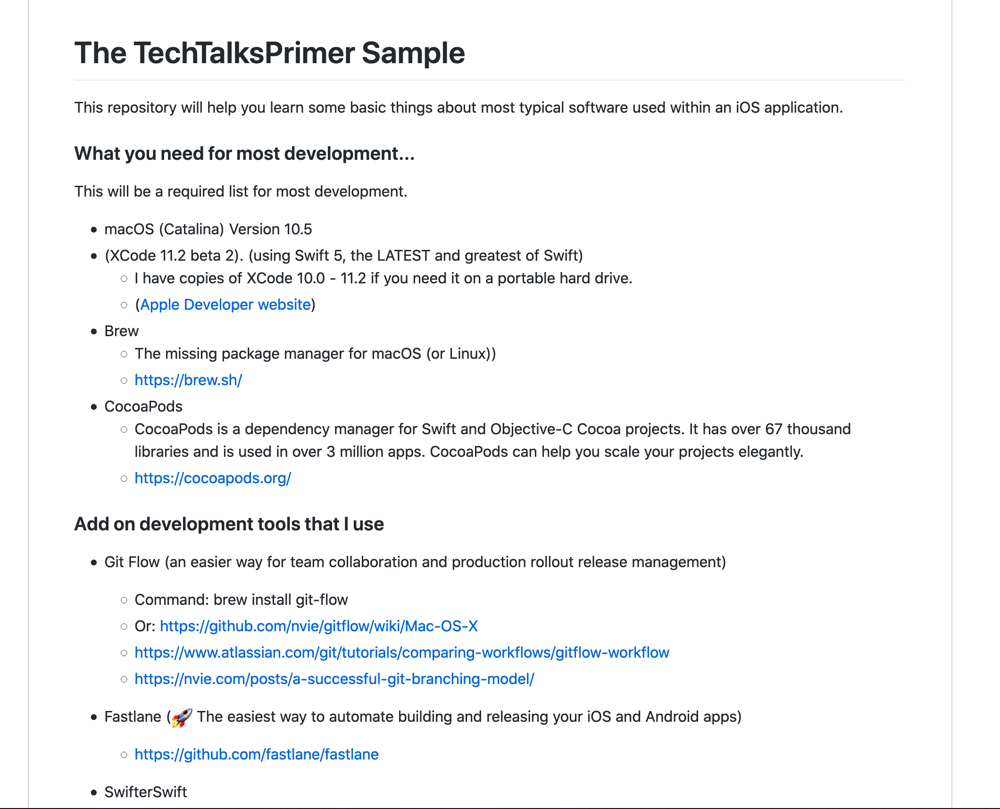 The TechTalksPrimer Sample
This repository will help you learn some basic things about most typical software used within an iOS application.
What you need for most development...
This will be a required list for most development.
macOS (Catalina) Version 10.5
(XCode 11.2 beta 2). (using Swift 5, the LATEST and greatest of Swift)
I have copies of XCode 10.0 - 11.2 if you need it on a portable hard drive.
(Apple Developer website)
Brew
The missing package manager for macOS (or Linux))
https://brew.sh/
CocoaPods
CocoaPods is a dependency manager for Swift and Objective-C Cocoa projects. It has over 67 thousand
libraries and is used in over 3 million apps. CocoaPods can help you scale your projects elegantly.
https://cocoapods.org/
Add on development tools that I use
Git Flow (an easier way for team collaboration and production rollout release management)
Command: brew install git-flow
Or: https://github.com/nvie/gitflow/wiki/Mac-OS-X
https://www.atlassian.com/git/tutorials/comparing-workflows/gitflow-workflow
https://nvie.com/posts/a-successful-git-branching-model/
Fastlane (🚀 The easiest way to automate building and releasing your iOS and Android apps)
https://github.com/fastlane/fastlane
SwifterSwift